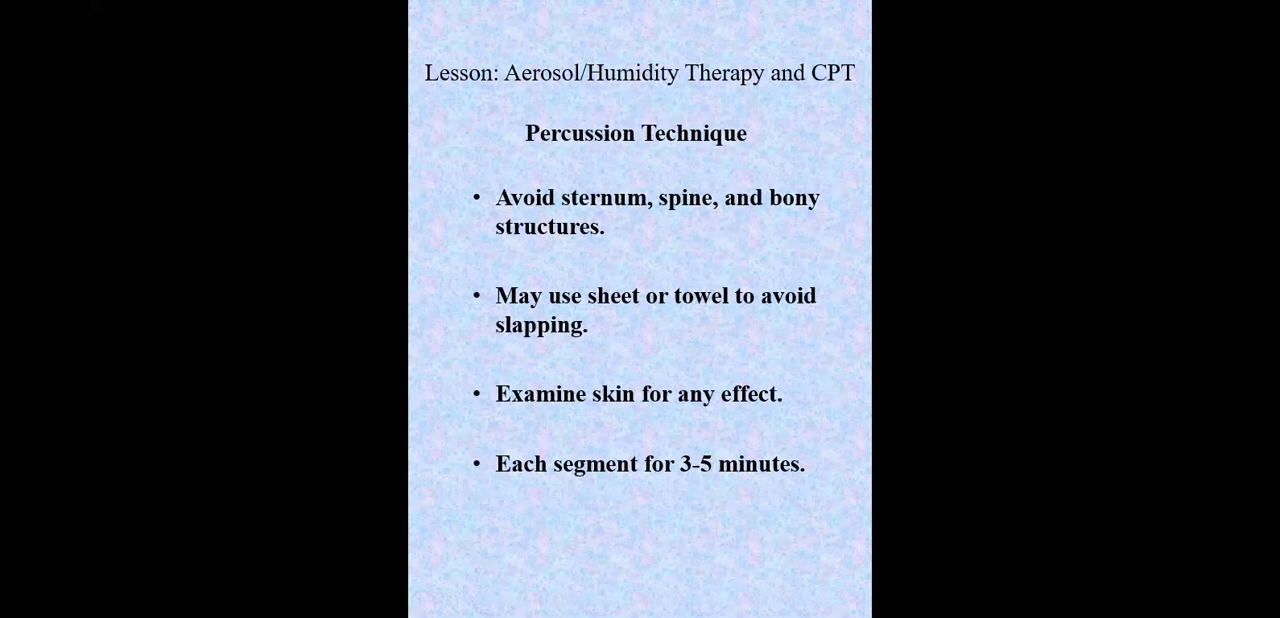 Lesson: Aerosol/Humidity Therapy and CPT
Percussion Technique
• Avoid sternum, spine, and bony
structures.
• May use sheet or towel to avoid
slapping.
• Examine skin for any effect.
• Each segment for 3-5 minutes.